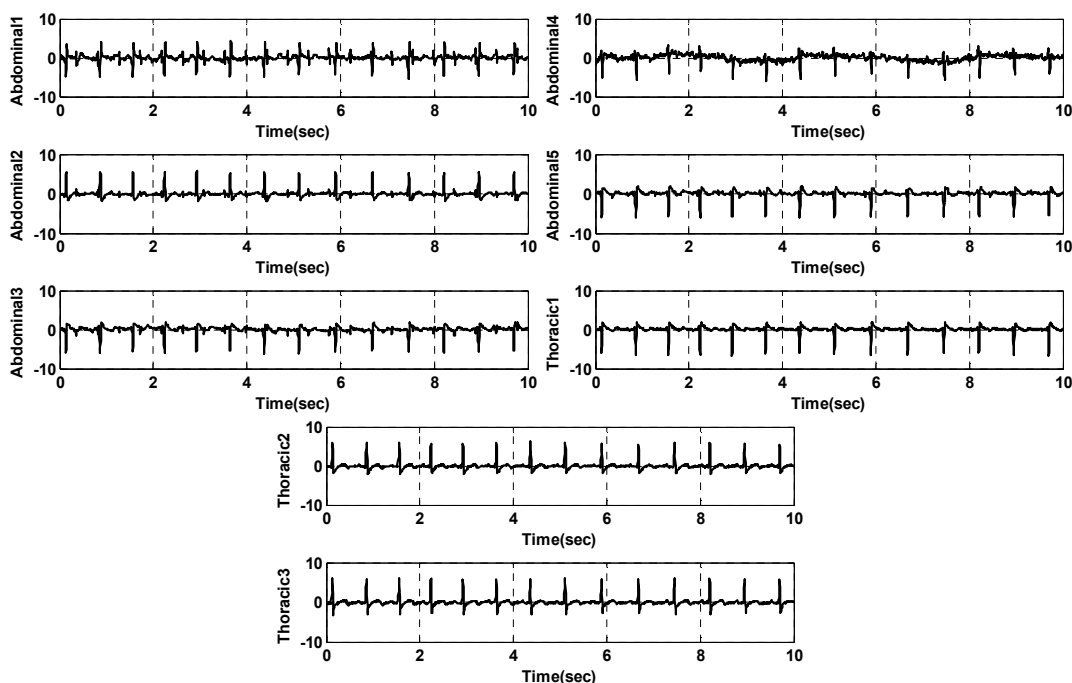 Abdominal1
10
0
-10
0 2 4 6 8 10
Time(sec)
Abdominal4
10
0
-10
0 2 4 6 8 10
Time(sec)
Abdominal2
10
0
-10
0 2 4 6 8 10
Time(sec)
Abdominal5
10
0
-10
0 2 4 6 8 10
Time(sec)
Abdominal3
10
0
-10
0 2 4 6 8 10
Time(sec)
Thoracic1
10
0
-10
0 2 4 6 8 10
Time(sec)
Thoracic2
10
0
-10
0 2 4 6 8 10
Time(sec)
Thoracic3
10
0
-10
0 2 4 6 8 10
Time(sec)